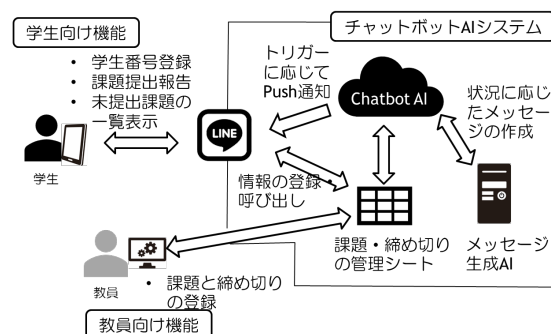 学生向け機能
チャットボットAIシステム
• 学生番号登録
• 課題提出報告
• 未提出課題の
一覧表示
トリガー
に応じて
Push通知
Chatbot AI
状況に応じ
たメッセー
ジの作成
LINE
学生
情報の登録
呼び出し
課題・締め切り
の管理シート
メッセージ
生成AI
教員
• 課題と締め切り
の登録
教員向け機能